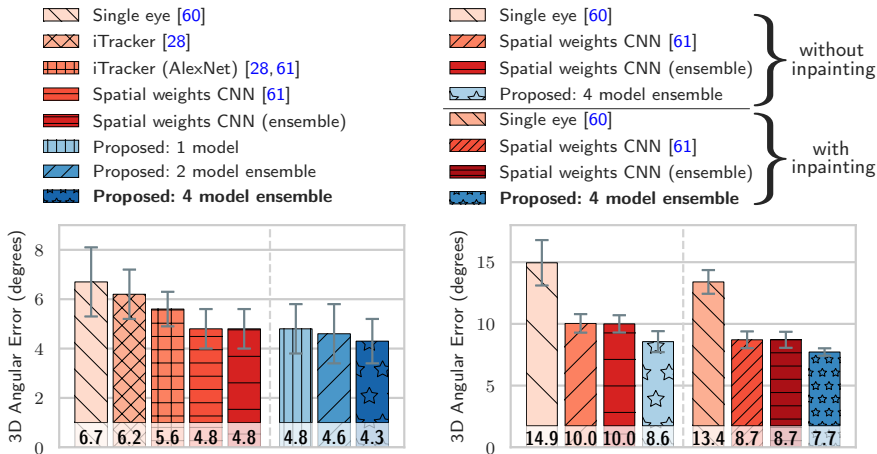 Single eye [60]
iTracker [28]
iTracker (AlexNet) [28, 61]
Spatial weights CNN [61]
Spatial weights CNN (ensemble)
Proposed: 1 model
Proposed: 2 model ensemble
Proposed: 4 model ensemble
3D Angular Error (degrees)
8
6
4
2
0
6.7 6.2 5.6 4.8 4.8 4.8 4.6 4.3
Single eye [60]
Spatial weights CNN [61]
Spatial weights CNN (ensemble)
Proposed: 4 model ensemble
without
inpainting
Single eye [60]
Spatial weights CNN [61]
Spatial weights CNN (ensemble)
Proposed: 4 model ensemble
with
inpainting
3D Angular Error (degrees)
15
10
5
0
14.9 10.0 10.0 8.6 13.4 8.7 8.7 7.7